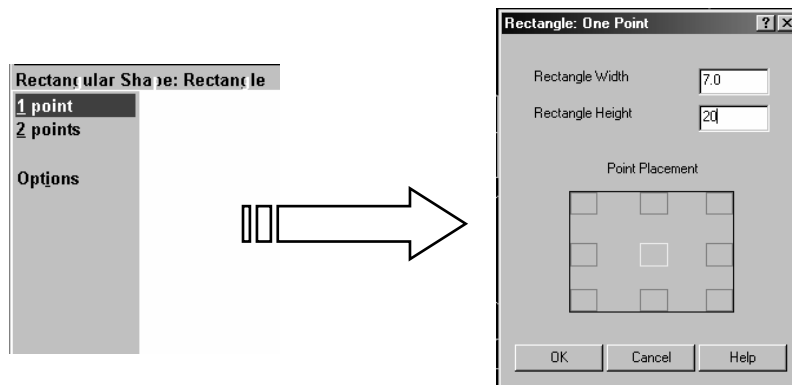 Rectangular Shape: Rectangle
1 point
2 points
Options
Rectangle: One Point
Rectangle Width 7.0
Rectangle Height 20
Point Placement
OK Cancel Help